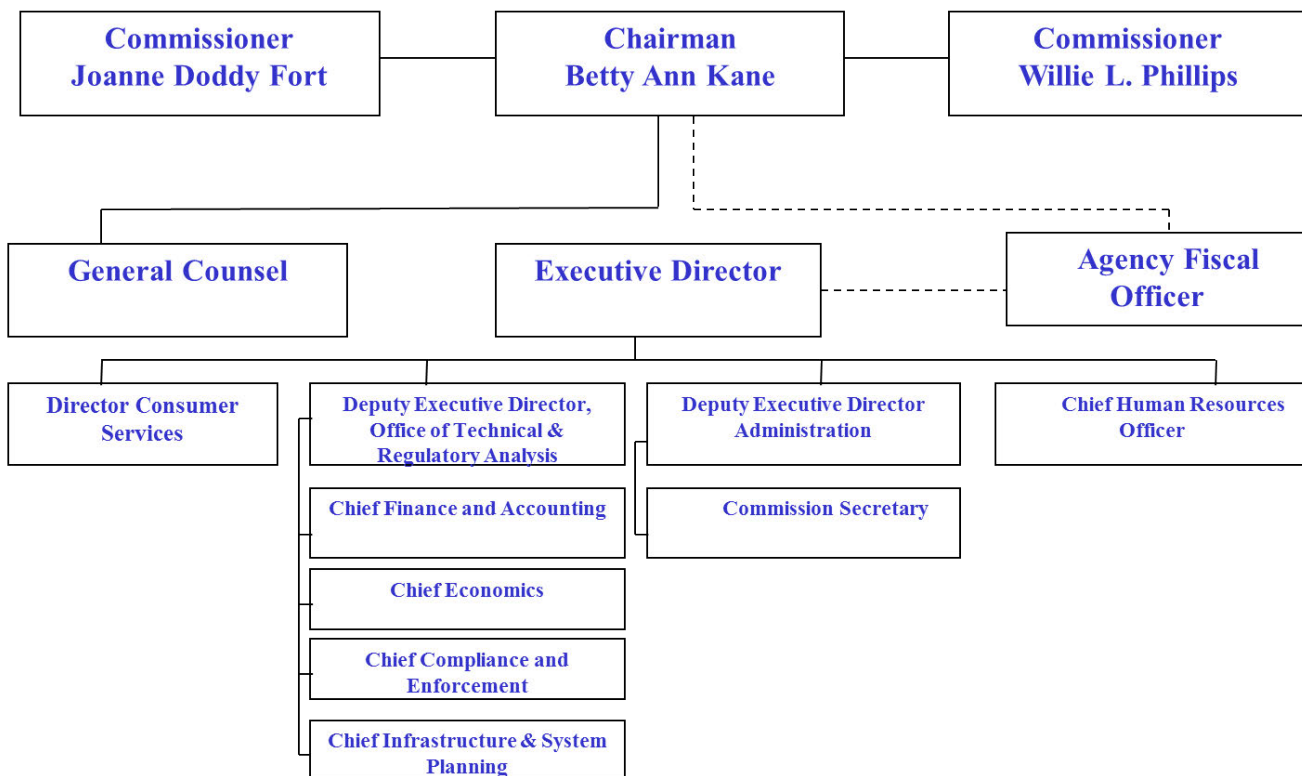 Commissioner
Joanne Doddy Fort
Chairman
Betty Ann Kane
Commissioner
Willie L. Phillips
General Counsel
Executive Director
Agency Fiscal
Officer
Director Consumer
Services
Deputy Executive Director,
Office of Technical &
Regulatory Analysis
Deputy Executive Director
Administration
Chief Human Resources
Officer
Chief Finance and Accounting
Commission Secretary
Chief Economics
Chief Compliance and
Enforcement
Chief Infrastructure & System
Planning